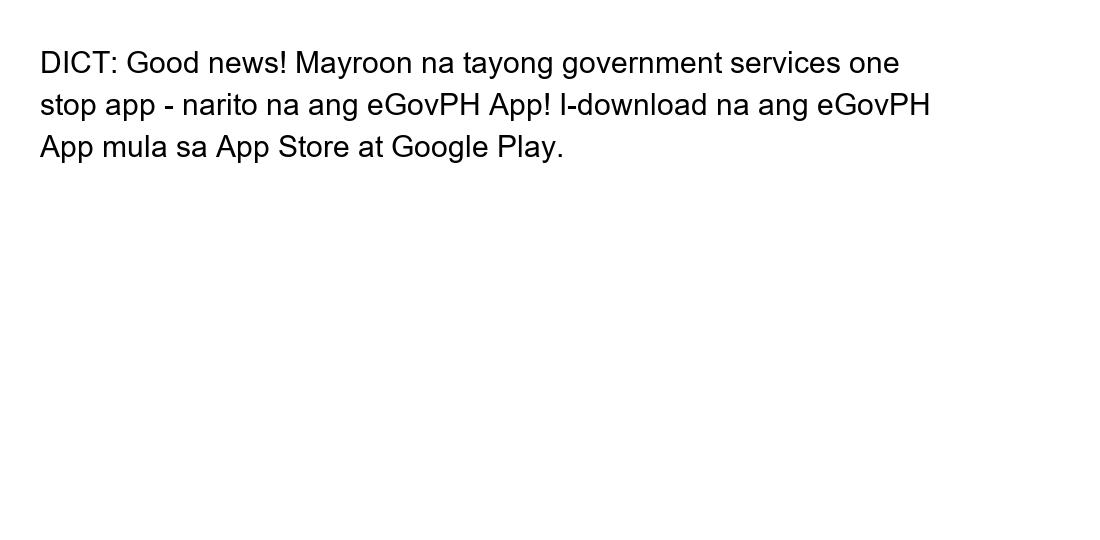 DICT: Good news! Mayroon na tayong government services one
stop app - narito na ang eGovPH App! I-download na ang eGovPH
App mula sa App Store at Google Play.